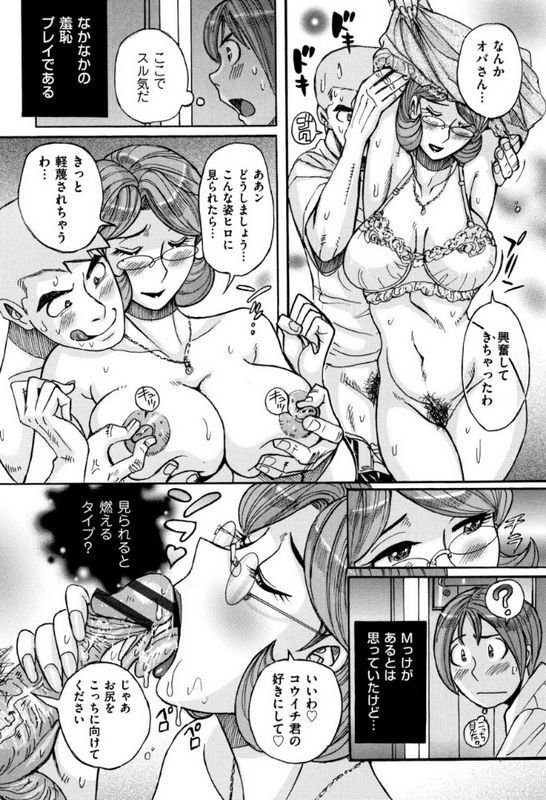 なんか
オバさん…
ドキ
ドキ
興奮して
きちゃったわ
ここで
スル気だ
なかなかの
羞恥
プレイである
ああン
どうしましょう…
こんな姿ヒロに
見られたら…
きっと
軽蔑されちゃう
わ…
キュッ
キュッ
？
Mっけが
あるとは
思っていたけど…
見られると
燃える
タイプ？
いいわ♡
コウイチ君の
好きにして♡
じゃあ
お尻を
こっちに向けて
ください